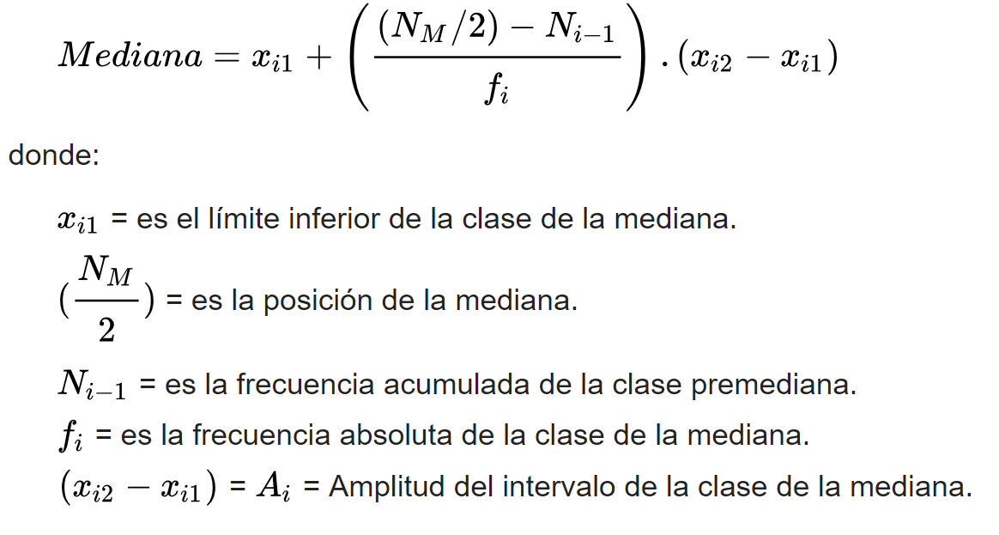 Mediana = x_{i1} + ( \frac{(N_M/2) − N_{i−1}}{f_i} ) . (x_{i2} − x_{i1})
donde:
x_{i1} = es el límite inferior de la clase de la mediana.
(\frac{N_M}{2}) = es la posición de la mediana.
N_{i−1} = es la frecuencia acumulada de la clase premediana.
f_i = es la frecuencia absoluta de la clase de la mediana.
(x_{i2} − x_{i1}) = A_i = Amplitud del intervalo de la clase de la mediana.